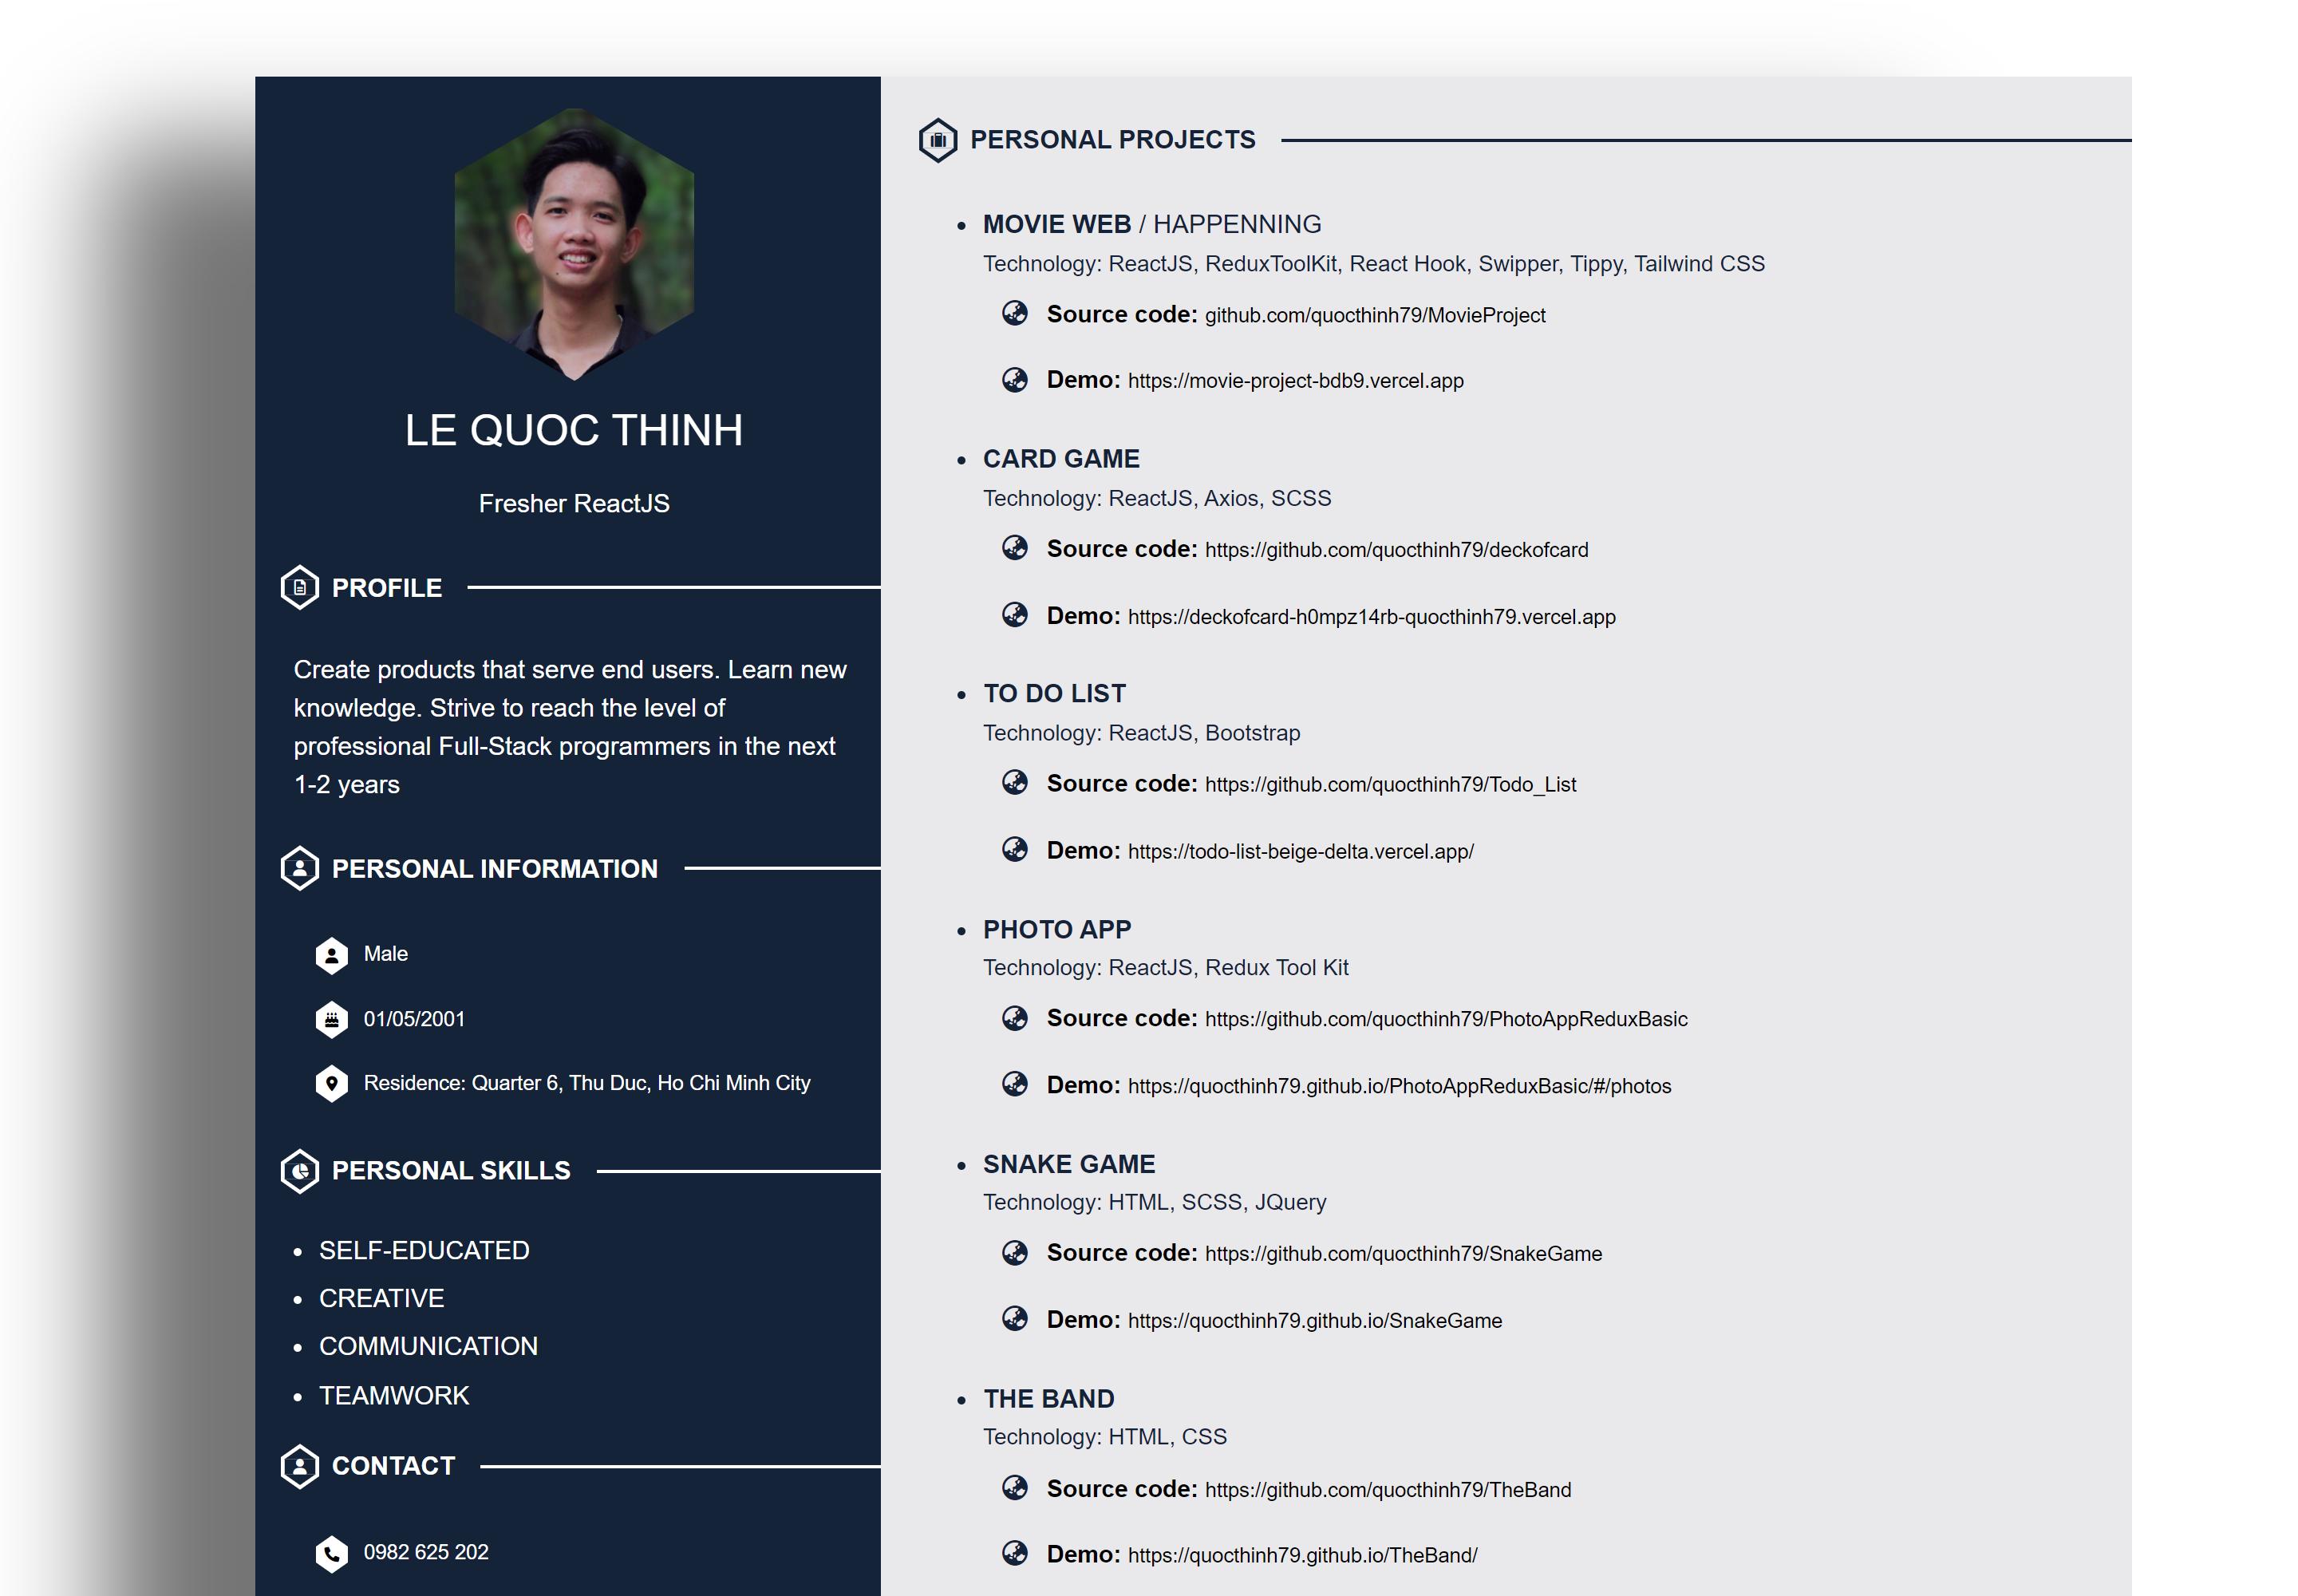 LE QUOC THINH
Fresher ReactJS
PROFILE
Create products that serve end users. Learn new
knowledge. Strive to reach the level of
professional Full-Stack programmers in the next
1-2 years
PERSONAL INFORMATION
Male
01/05/2001
Residence: Quarter 6, Thu Duc, Ho Chi Minh City
PERSONAL SKILLS
SELF-EDUCATED
CREATIVE
COMMUNICATION
TEAMWORK
CONTACT
0982 625 202
PERSONAL PROJECTS
MOVIE WEB / HAPPENNING
Technology: ReactJS, ReduxToolKit, React Hook, Swipper, Tippy, Tailwind CSS
Source code: github.com/quocthinh79/MovieProject
Demo: https://movie-project-bdb9.vercel.app
CARD GAME
Technology: ReactJS, Axios, SCSS
Source code: https://github.com/quocthinh79/deckofcard
Demo: https://deckofcard-h0mpz14rb-quocthinh79.vercel.app
TO DO LIST
Technology: ReactJS, Bootstrap
Source code: https://github.com/quocthinh79/Todo_List
Demo: https://todo-list-beige-delta.vercel.app/
PHOTO APP
Technology: ReactJS, Redux Tool Kit
Source code: https://github.com/quocthinh79/PhotoAppReduxBasic
Demo: https://quocthinh79.github.io/PhotoAppReduxBasic/#/photos
SNAKE GAME
Technology: HTML, SCSS, JQuery
Source code: https://github.com/quocthinh79/SnakeGame
Demo: https://quocthinh79.github.io/SnakeGame
THE BAND
Technology: HTML, CSS
Source code: https://github.com/quocthinh79/TheBand
Demo: https://quocthinh79.github.io/TheBand/